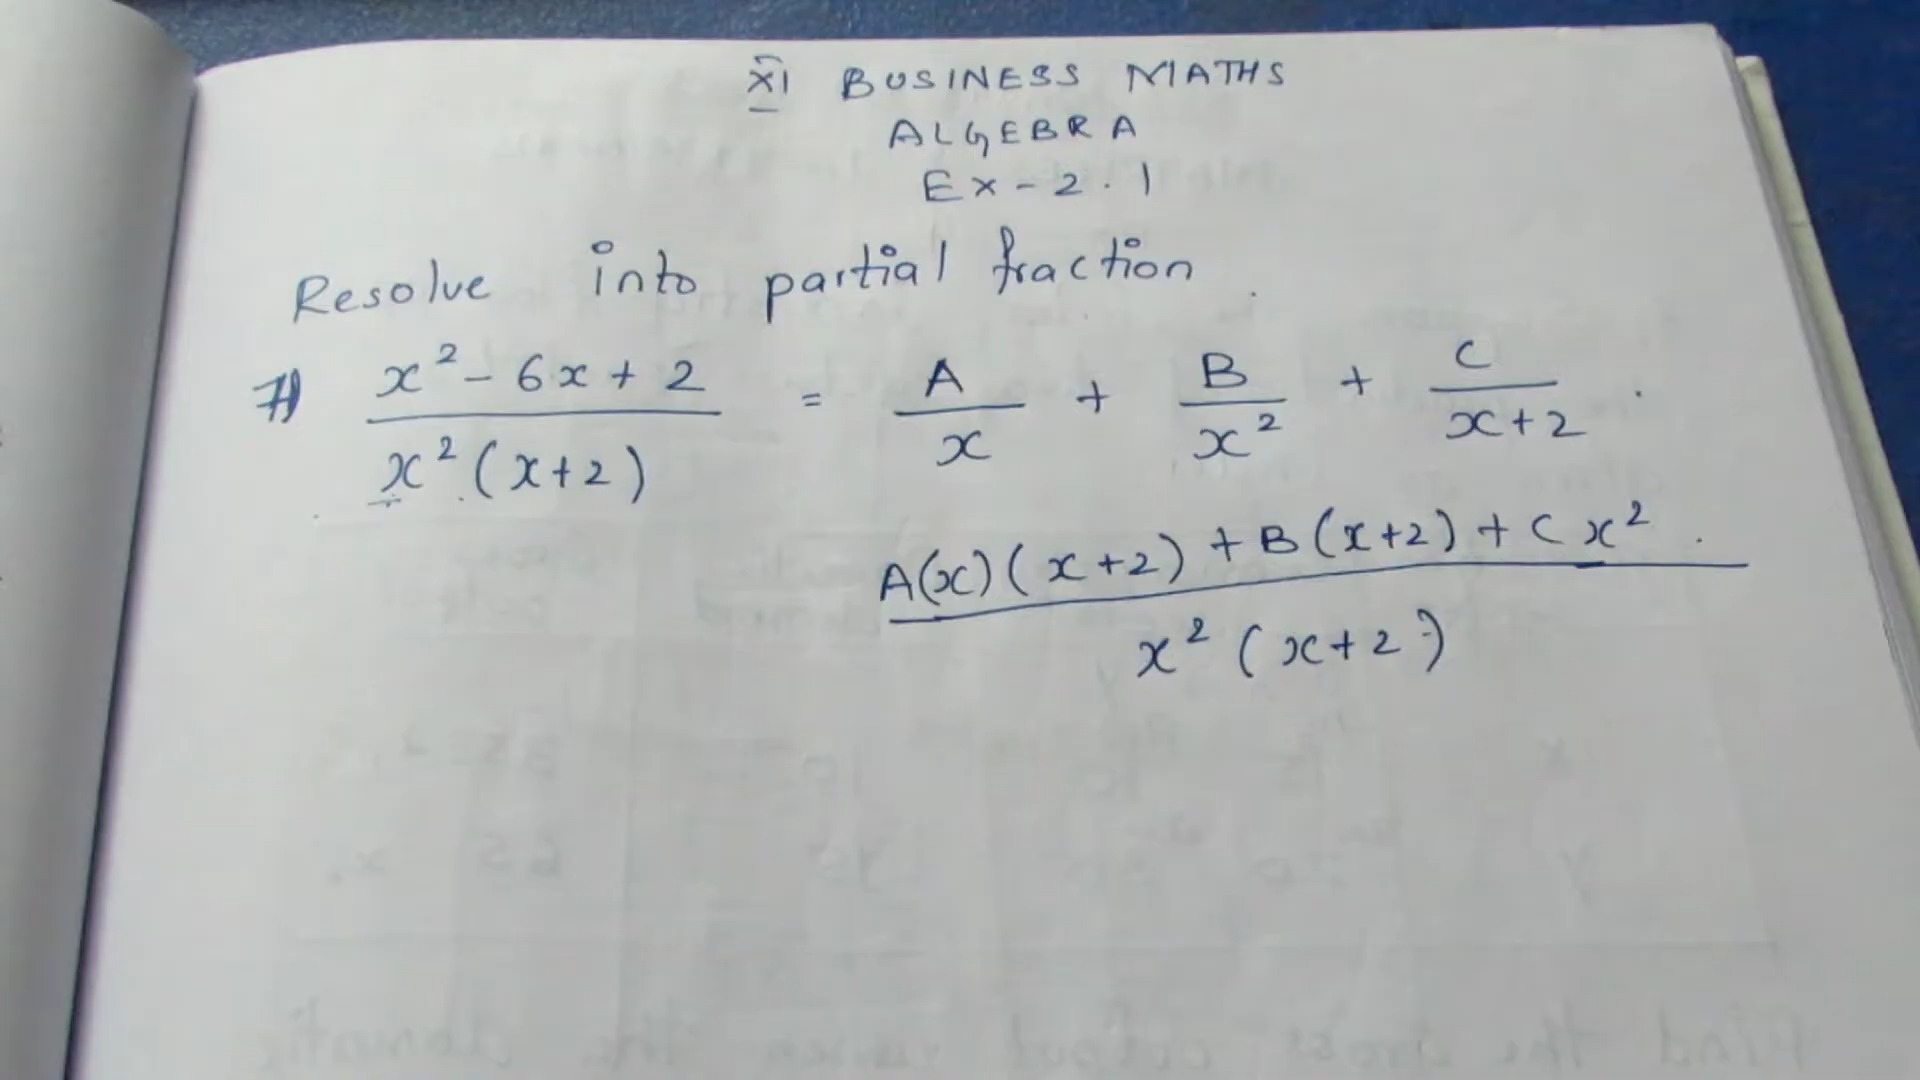 XI BUSINESS MATHS
ALGEBRA
Ex - 2.1
Resolve into partial fraction.
7) x² - 6x + 2 / x² (x+2) = A / x + B / x² + C / x+2 .
A(x)(x+2) + B(x+2) + Cx² .
x² (x+2)